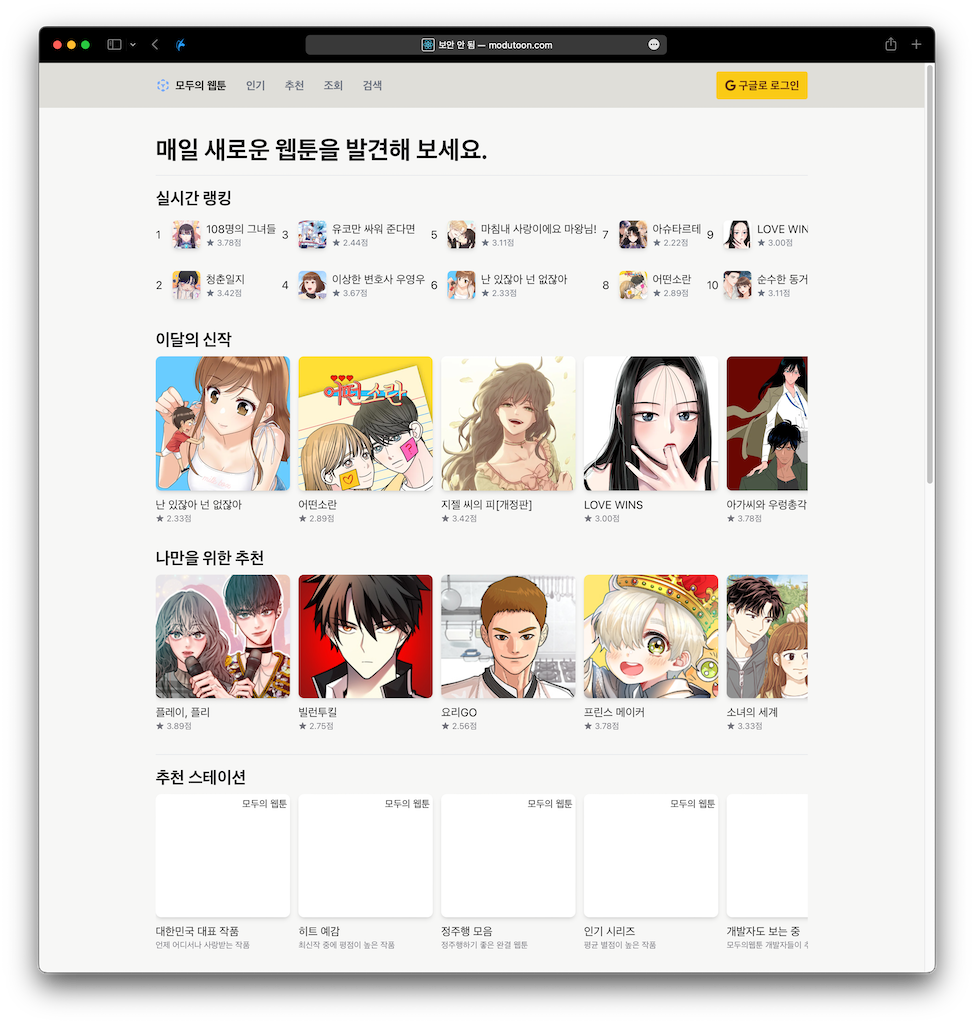 보안 안 됨 — modutoon.com
모두의 웹툰 인기 추천 조회 검색 G 구글로 로그인
매일 새로운 웹툰을 발견해 보세요.
실시간 랭킹
1 108명의 그녀들 3 유코만 싸워 준다면 5 마침내 사랑이에요 마왕님! 7 아슈타르테 9 LOVE WIN
★ 3.78점 ★ 2.44점 ★ 3.11점 ★ 2.22점 ★ 3.00점
2 청춘일지 4 이상한 변호사 우영우 6 난 있잖아 넌 없잖아 8 어떤소란 10 순수한 동거
★ 3.42점 ★ 3.67점 ★ 2.33점 ★ 2.89점 ★ 3.11점
이달의 신작
어떤소란
난 있잖아 넌 없잖아 어떤소란 지젤 씨의 피[개정판] LOVE WINS 아가씨와 우렁총각
★ 2.33점 ★ 2.89점 ★ 3.42점 ★ 3.00점 ★ 3.78점
나만을 위한 추천
플레이, 플리 빌런투킬 요리GO 프린스 메이커 소녀의 세계
★ 3.89점 ★ 2.75점 ★ 2.56점 ★ 3.78점 ★ 3.33점
추천 스테이션
모두의 웹툰 모두의 웹툰 모두의 웹툰 모두의 웹툰
대한민국 대표 작품 히트 예감 정주행 모음 인기 시리즈 개발자도 보는 중
언제 어디서나 사랑받는 작품 최신작 중에 평점이 높은 작품 정주행하기 좋은 완결 웹툰 평균 별점이 높은 작품 모두의웹툰 개발자들이